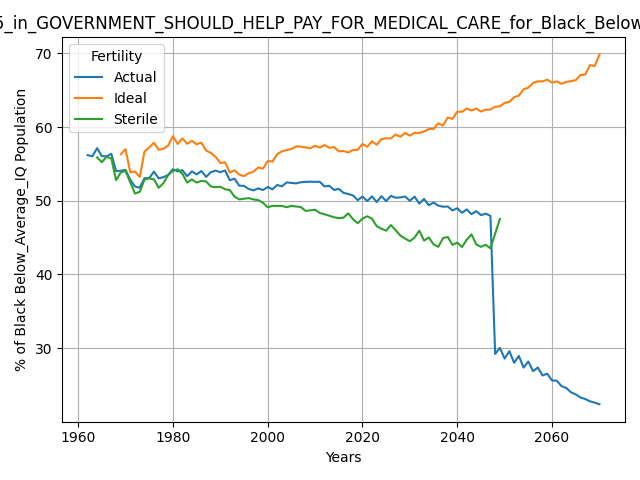 5_in_GOVERNMENT_SHOULD_HELP_PAY_FOR_MEDICAL_CARE_for_Black_Below
% of Black Below_Average_IQ Population
70
60
50
40
30
Fertility
Actual
Ideal
Sterile
1960 1980 2000 2020 2040 2060
Years